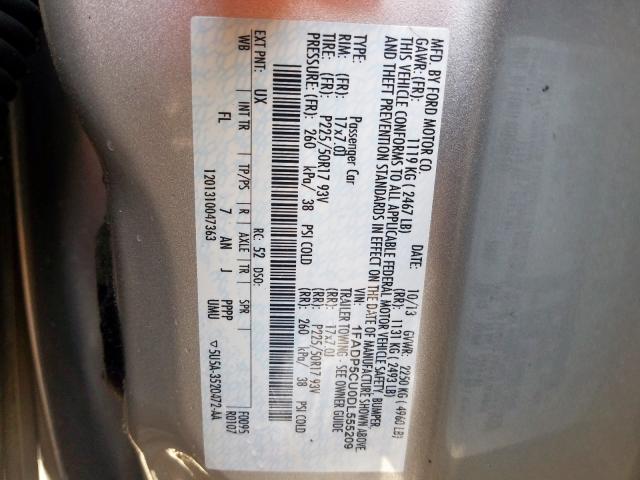 MFD. BY FORD MOTOR CO.
DATE: 10/13 GVWR: 2250 KG ( 4960 LB)
GAWR: (FR) 1119 KG ( 2467 LB) (RR): 1131 KG ( 2493 LB)
THIS VEHICLE CONFORMS TO ALL APPLICABLE FEDERAL MOTOR VEHICLE SAFETY, BUMPER
AND THEFT PREVENTION STANDARDS IN EFFECT ON THE DATE OF MANUFACTURE SHOWN ABOVE
VIN: 1FADP5CU0DL555209
TYPE: Passenger Car TRAILER TOWING - SEE OWNER GUIDE
RIM: (FR): 17x7.0J (RR): 17x7.0J
TIRE: (FR): P225/50R17 93V (RR): P225/50R17 93V
PRESSURE: (FR): 260 kPa/ 38 PSI COLD (RR): 260 kPa/ 38 PSI COLD
EXT PNT: UX RC: 52 DSO: F0095
R0107
WB INT TR TP/PS R AXLE TR SPR
FL 7 AN J PPPP
UMU
1201310047363 ▽ 5U5A-3520472-AA